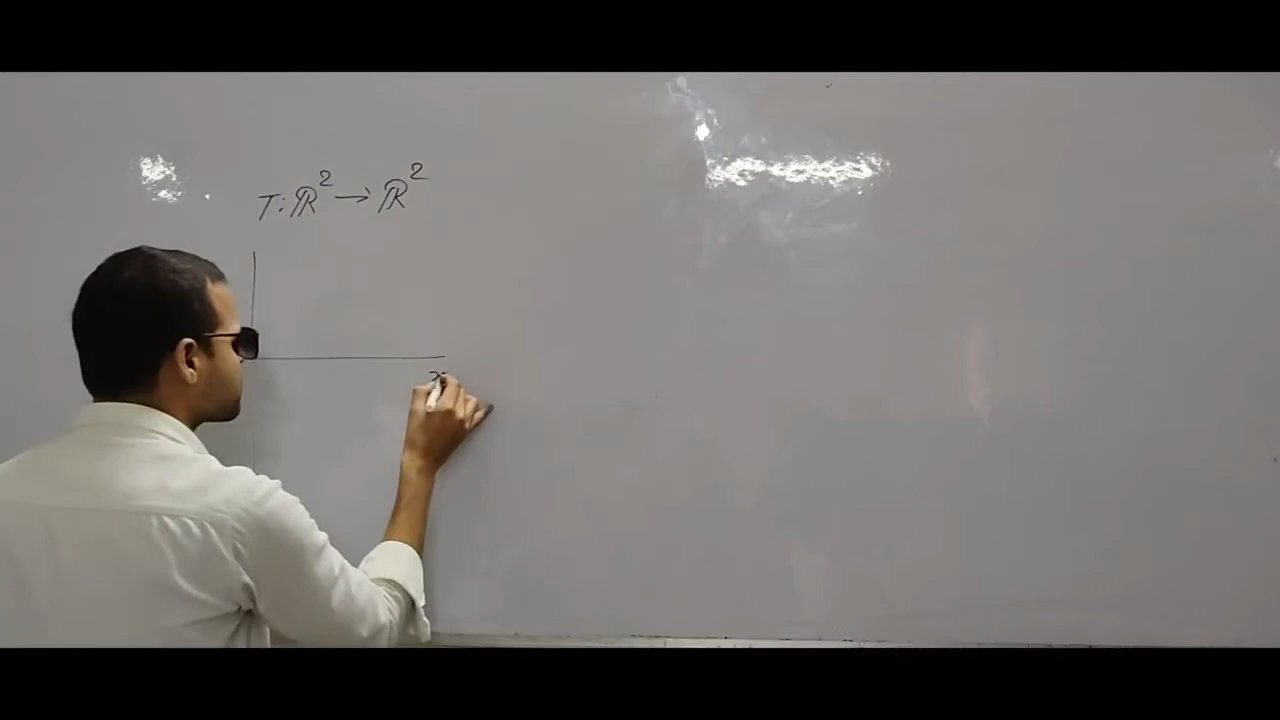 T: ℝ² → ℝ²
x